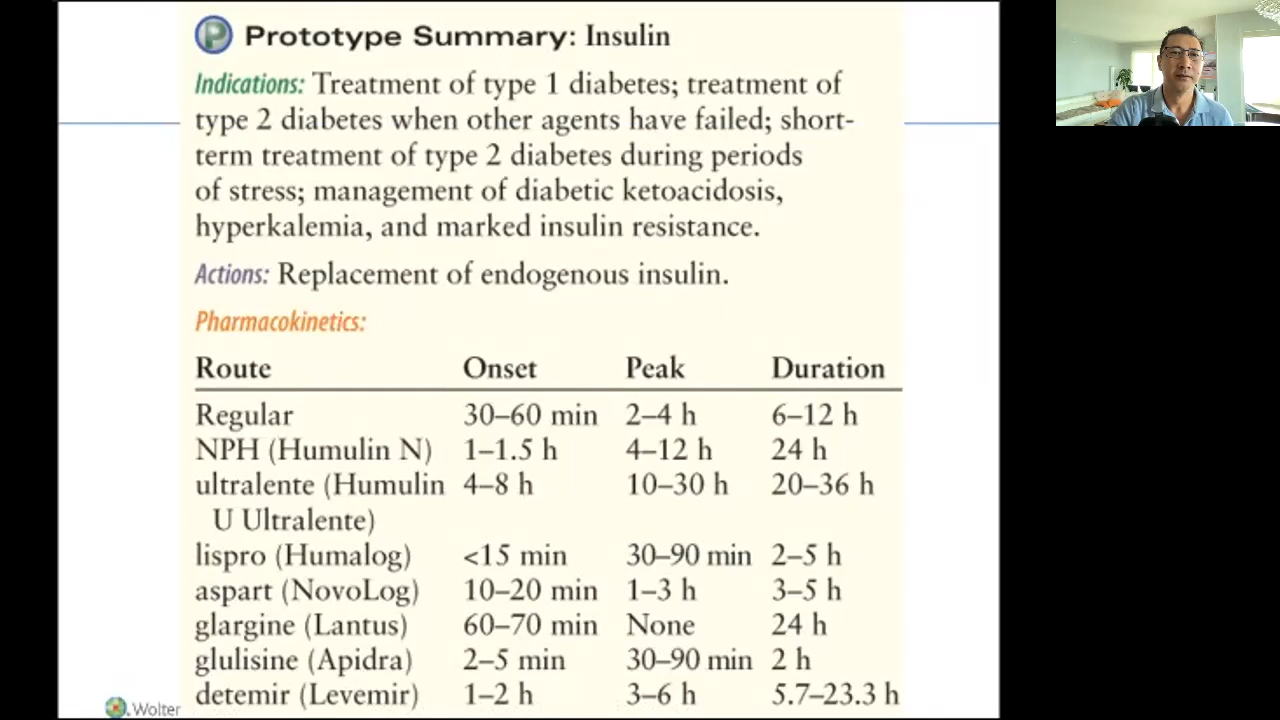 Prototype Summary: Insulin
Indications: Treatment of type 1 diabetes; treatment of
type 2 diabetes when other agents have failed; short-
term treatment of type 2 diabetes during periods
of stress; management of diabetic ketoacidosis,
hyperkalemia, and marked insulin resistance.
Actions: Replacement of endogenous insulin.
Pharmacokinetics:
Route Onset Peak Duration
Regular 30–60 min 2–4 h 6–12 h
NPH (Humulin N) 1–1.5 h 4–12 h 24 h
ultralente (Humulin 4–8 h 10–30 h 20–36 h
U Ultralente)
lispro (Humalog) <15 min 30–90 min 2–5 h
aspart (NovoLog) 10–20 min 1–3 h 3–5 h
glargine (Lantus) 60–70 min None 24 h
glulisine (Apidra) 2–5 min 30–90 min 2 h
detemir (Levemir) 1–2 h 3–6 h 5.7–23.3 h
Wolter